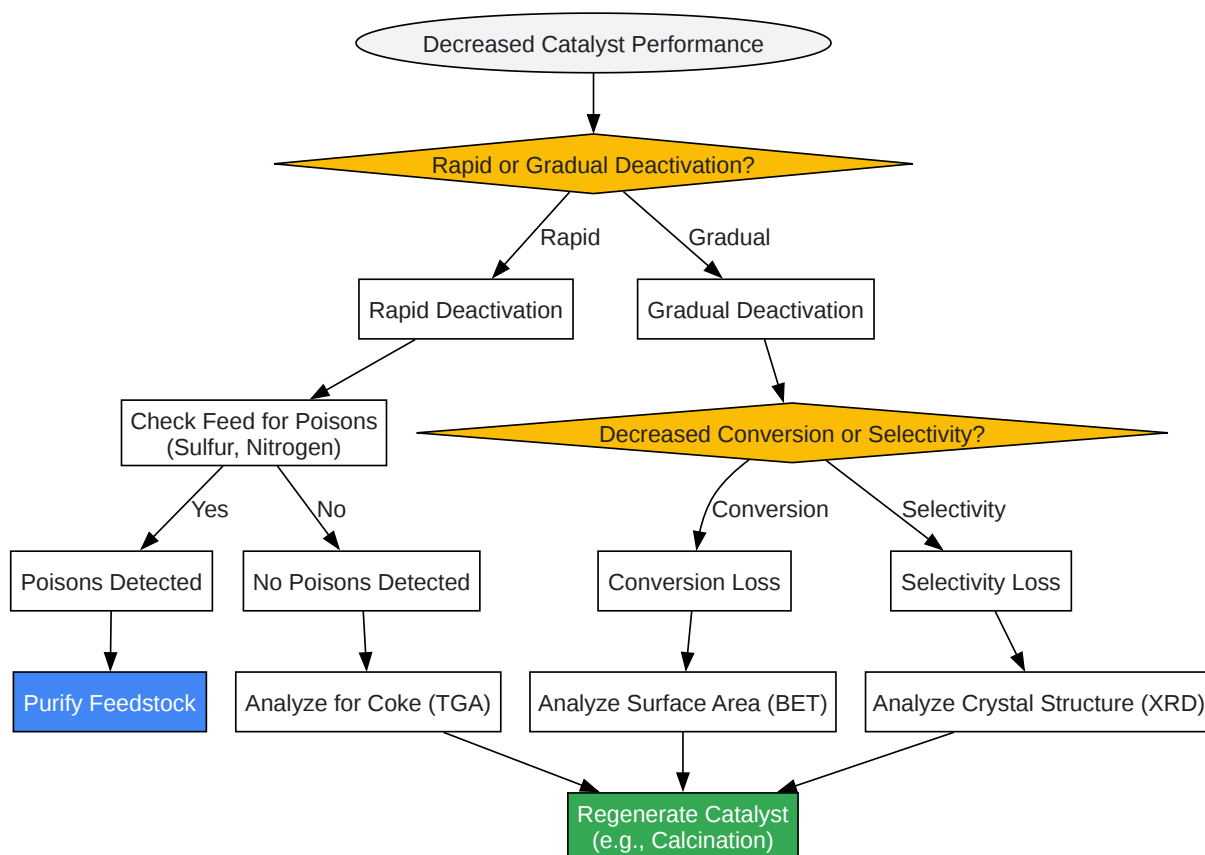 Decreased Catalyst Performance
Rapid or Gradual Deactivation?
Rapid
Gradual
Rapid Deactivation
Gradual Deactivation
Check Feed for Poisons
(Sulfur, Nitrogen)
Decreased Conversion or Selectivity?
Yes
No
Conversion
Selectivity
Poisons Detected
No Poisons Detected
Conversion Loss
Selectivity Loss
Purify Feedstock
Analyze for Coke (TGA)
Analyze Surface Area (BET)
Analyze Crystal Structure (XRD)
Regenerate Catalyst
(e.g., Calcination)